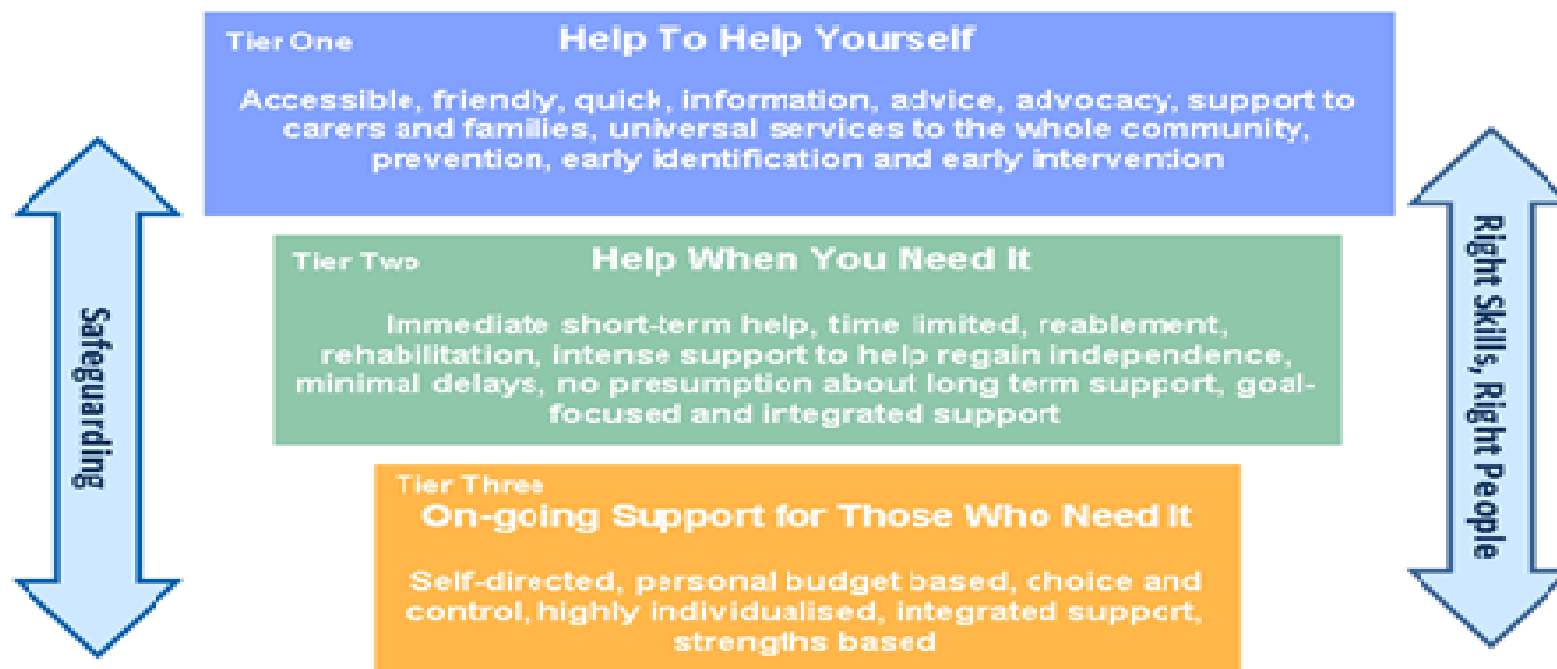 Tier One Help To Help Yourself
Accessible, friendly, quick, information, advice, advocacy, support to
carers and families, universal services to the whole community,
prevention, early identification and early intervention
Safeguarding
Right Skills, Right People
Tier Two Help When You Need It
Immediate short-term help, time limited, reablement,
rehabilitation, intense support to help regain independence,
minimal delays, no presumption about long term support, goal-
focused and integrated support
Tier Three
On-going Support for Those Who Need It
Self-directed, personal budget based, choice and
control, highly individualised, integrated support,
strengths based